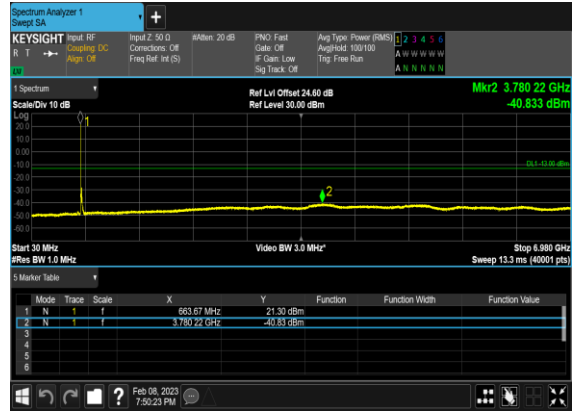 Spectrum Analyzer 1
Swept SA
+
KEYSIGHT Input: RF Input Z: 50 Ω #Atten: 20 dB PNO: Fast Avg Type: Power (RMS) 1 2 3 4 5 6
R T Coupling: DC Corrections: Off Gate: Off Avg|Hold: 100/100 A W W W W W
Align: Off Freq Ref: Int (S) IF Gain: Low Trig: Free Run
Sig Track: Off A N N N N N
1 Spectrum Ref Lvl Offset 24.60 dB Mkr2 3.780 22 GHz
Scale/Div 10 dB Ref Level 30.00 dBm -40.833 dBm
Log
20.0
10.0
0.00
-10.0
-20.0
-30.0
-40.0
-50.0
-60.0
1
2
DL1 -13.00 dBm
Start 30 MHz Video BW 3.0 MHz* Stop 6.980 GHz
#Res BW 1.0 MHz Sweep 13.3 ms (40001 pts)
5 Marker Table
Mode Trace Scale X Y Function Function Width Function Value
1 N 1 f 663.67 MHz 21.30 dBm
2 N 1 f 3.780 22 GHz -40.83 dBm
3
4
5
6
? Feb 08, 2023
7:50:23 PM